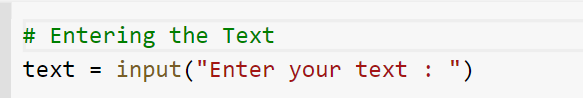 # Entering the Text
text = input("Enter your text : ")